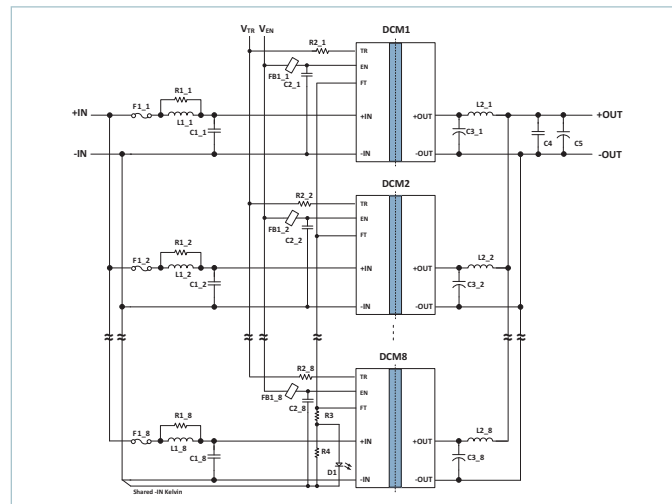 VTR VEN
DCM1
R2_1
TR
EN
FB1_1
C2_1
FT
R1_1
+IN
F1_1
L1_1
C1_1
+IN
+OUT
L2_1
+OUT
C3_1
C4
C5
-IN
-IN
-OUT
-OUT
DCM2
R2_2
TR
EN
FB1_2
C2_2
FT
R1_2
F1_2
L1_2
C1_2
+IN
+OUT
L2_2
C3_2
-IN
-OUT
DCM8
R2_8
TR
EN
FB1_8
C2_8
FT
R3
R1_8
F1_8
L1_8
C1_8
+IN
+OUT
L2_8
R4
D1
C3_8
-IN
-OUT
Shared -IN Kelvin